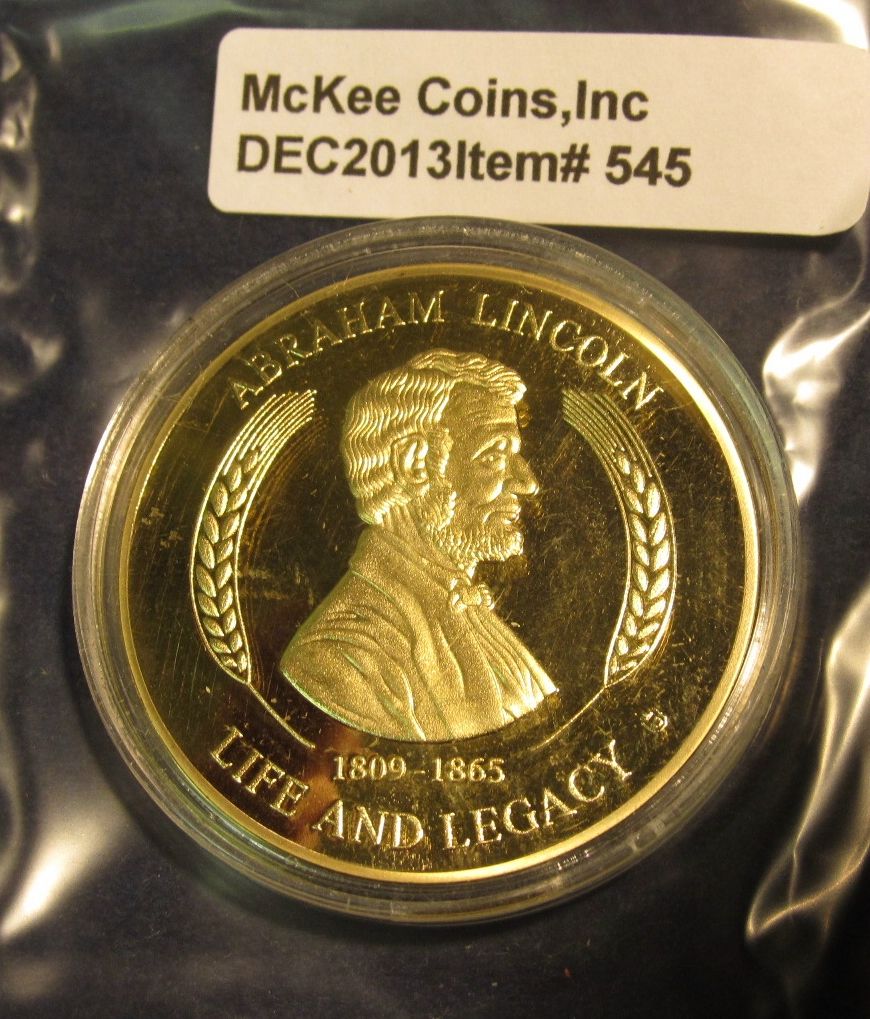 McKee Coins,Inc
DEC2013Item# 545
ABRAHAM LINCOLN
1809-1865
LIFE AND LEGACY